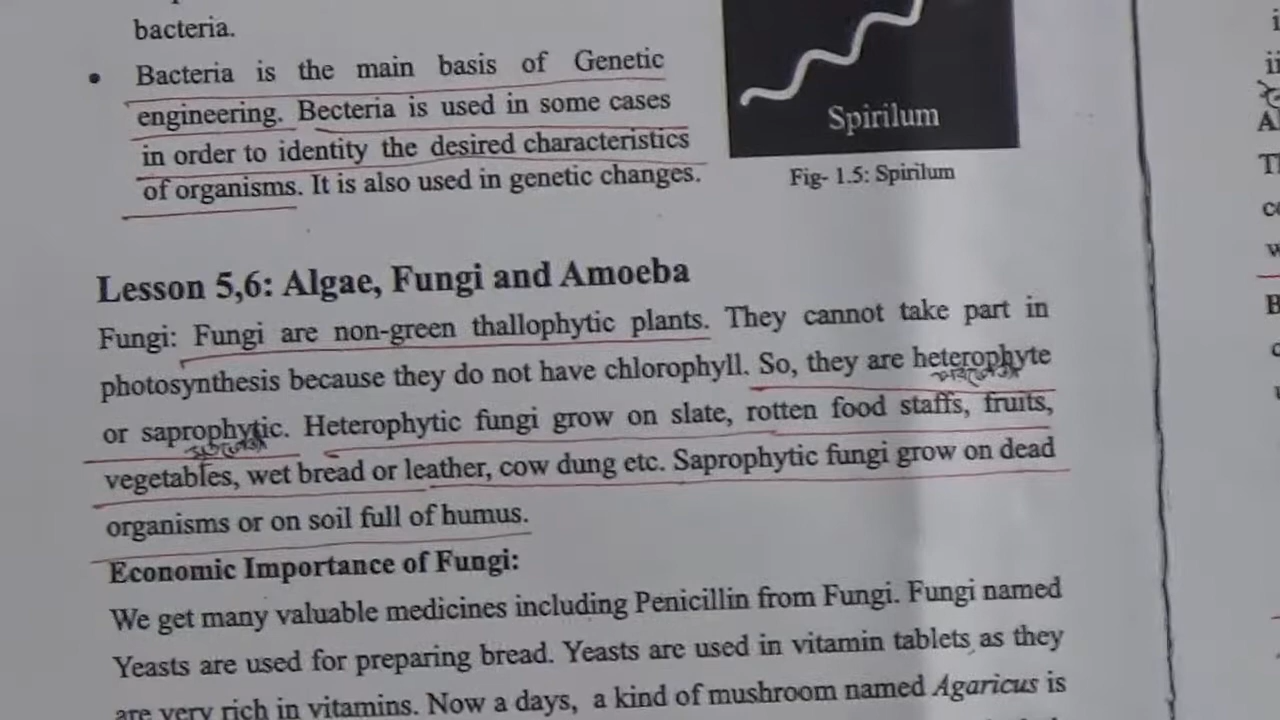 bacteria.
• Bacteria is the main basis of Genetic
engineering. Becteria is used in some cases
in order to identity the desired characteristics
of organisms. It is also used in genetic changes.
Spirilum
Fig- 1.5: Spirilum
Lesson 5,6: Algae, Fungi and Amoeba
Fungi: Fungi are non-green thallophytic plants. They cannot take part in
photosynthesis because they do not have chlorophyll. So, they are heterophyte
or saprophytic. Heterophytic fungi grow on slate, rotten food staffs, fruits,
vegetables, wet bread or leather, cow dung etc. Saprophytic fungi grow on dead
organisms or on soil full of humus.
Economic Importance of Fungi:
We get many valuable medicines including Penicillin from Fungi. Fungi named
Yeasts are used for preparing bread. Yeasts are used in vitamin tablets as they
are very rich in vitamins. Now a days, a kind of mushroom named Agaricus is